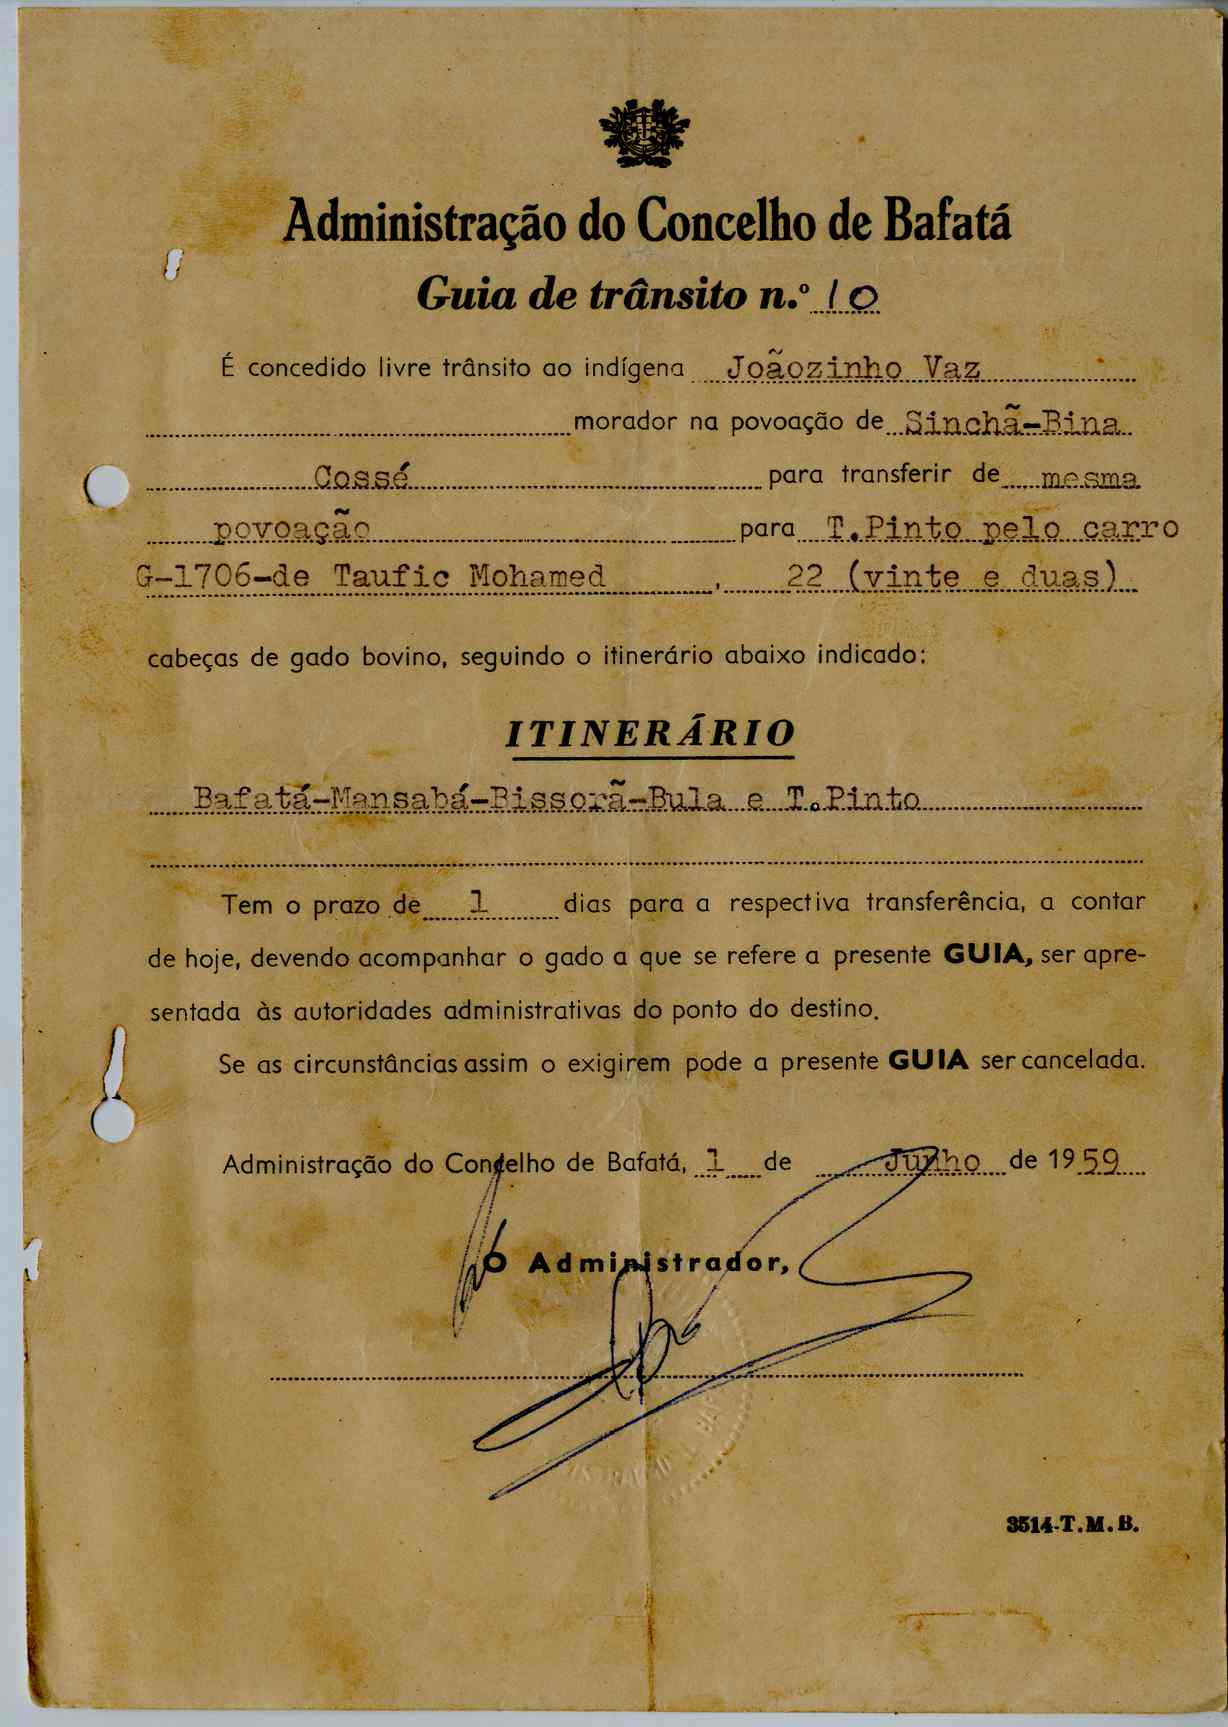 Administração do Concelho de Bafatá
Guia de trânsito n.º 10
É concedido livre trânsito ao indígena Joãozinho Vaz
morador na povoação de Sinchã-Bina
Cossé para transferir de mesma
povoação para T.Pinto pelo carro
G-1706-de Taufic Mohamed , 22 (vinte e duas)
cabeças de gado bovino, seguindo o itinerário abaixo indicado:
ITINERÁRIO
Bafatá-Mansabá-Bissorã-Bula e T.Pinto
Tem o prazo de 1 dias para a respectiva transferência, a contar
de hoje, devendo acompanhar o gado a que se refere a presente GUIA, ser apre-
sentada às autoridades administrativas do ponto do destino.
Se as circunstâncias assim o exigirem pode a presente GUIA ser cancelada.
Administração do Concelho de Bafatá, 1 de Junho de 1959
O Administrador,
3514-T.M.B.